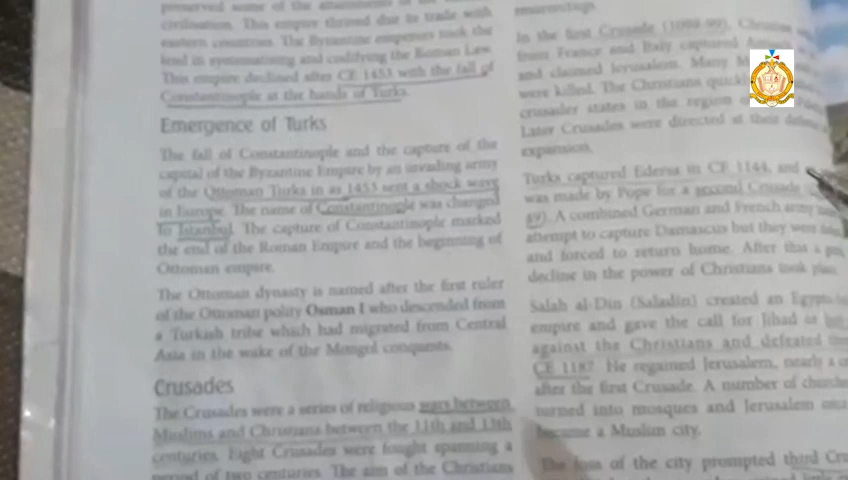 preserved some of the attainments of the
civilisation. This empire thrived due to trade with
eastern countries. The Byzantine emperors took the
lead in systematising and codifying the Roman Law.
This empire declined after CE 1453 with the fall of
Constantinople at the hands of Turks.
Emergence of Turks
The fall of Constantinople and the capture of the
capital of the Byzantine Empire by an invading army
of the Ottoman Turks in as 1453 sent a shock wave
in Europe. The name of Constantinople was changed
to Istanbul. The capture of Constantinople marked
the end of the Roman Empire and the beginning of
Ottoman empire.
The Ottoman dynasty is named after the first ruler
of the Ottoman polity Osman I who descended from
a Turkish tribe which had migrated from Central
Asia in the wake of the Mongol conquests.
Crusades
The Crusades were a series of religious wars between
Muslims and Christians between the 11th and 13th
centuries. Eight Crusades were fought spanning a
period of two centuries. The aim of the Christians
In the first Crusade (1098-99), Christian
from France and Italy captured
and claimed Jerusalem. Many
were killed. The Christians quickly
crusader states in the region of
Later Crusades were directed at their defence
expansion.
Turks captured Edessa in CE 1144, and
was made by Pope for a second Crusade
89). A combined German and French army
attempt to capture Damascus but they were
and forced to return home. After this a
decline in the power of Christians took place.
Salah al-Din (Saladin) created an
empire and gave the call for Jihad or
against the Christians and defeated
CE 1187. He regained Jerusalem, nearly a
after the first Crusade. A number of
turned into mosques and Jerusalem
became a Muslim city.
The loss of the city prompted third